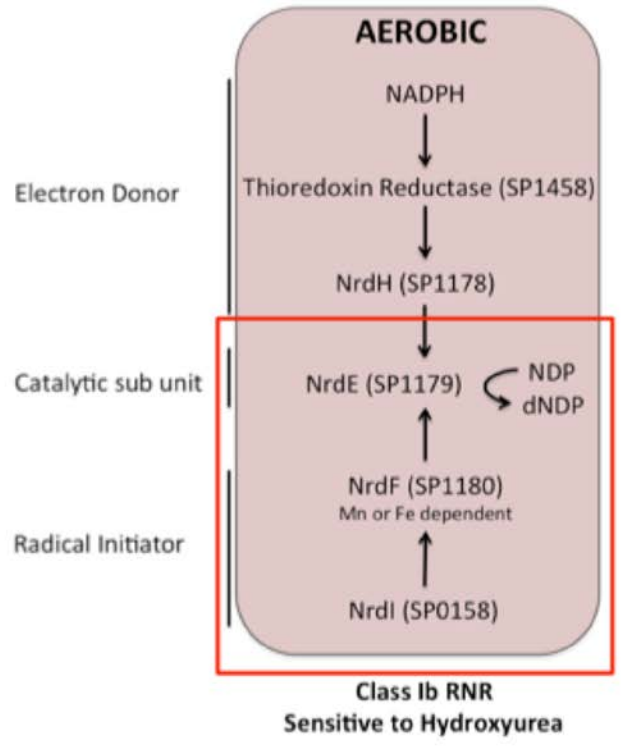 AEROBIC
NADPH
Electron Donor
Thioredoxin Reductase (SP1458)
NrdH (SP1178)
Catalytic sub unit
NrdE (SP1179)
NDP
dNDP
NrdF (SP1180)
Mn or Fe dependent
Radical Initiator
NrdI (SP0158)
Class Ib RNR
Sensitive to Hydroxyurea